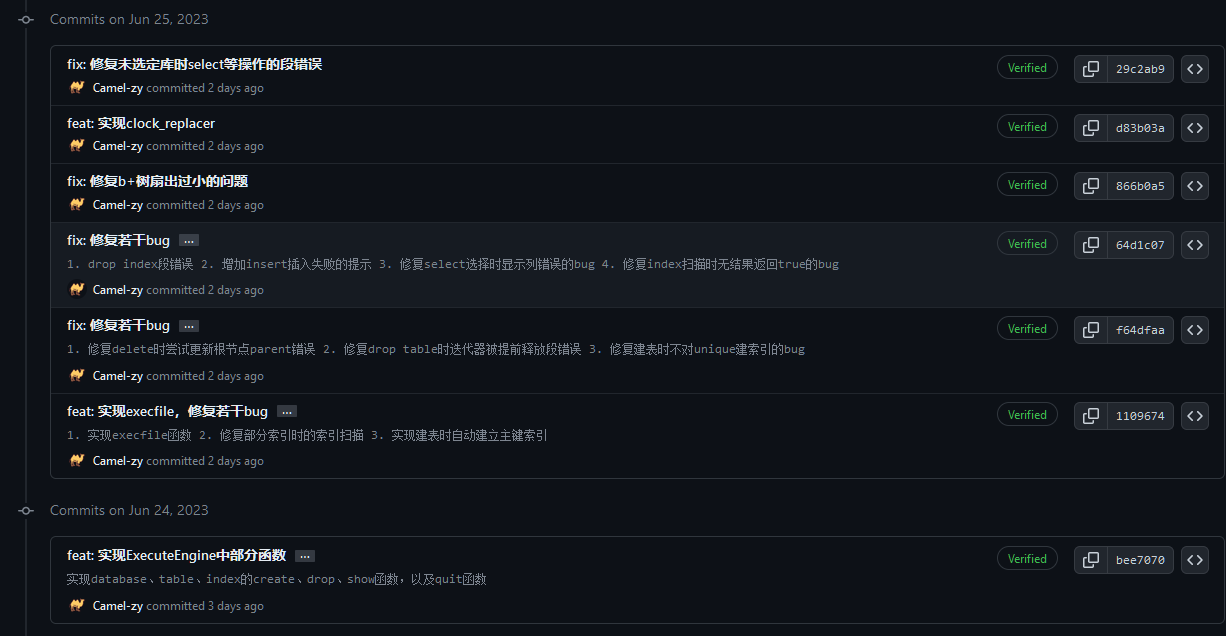 Commits on Jun 25, 2023
fix: 修复未选定库时select等操作的段错误
Verified
29c2ab9
Camel-zy committed 2 days ago
feat: 实现clock_replacer
Verified
d83b03a
Camel-zy committed 2 days ago
fix: 修复b+树扇出过小的问题
Verified
866b0a5
Camel-zy committed 2 days ago
fix: 修复若干bug …
Verified
64d1c07
1. drop index段错误 2. 增加insert插入失败的提示 3. 修复select选择时显示列错误的bug 4. 修复index扫描时无结果返回true的bug
Camel-zy committed 2 days ago
fix: 修复若干bug …
Verified
f64dfaa
1. 修复delete时尝试更新根节点parent错误 2. 修复drop table时迭代器被提前释放段错误 3. 修复建表时不对unique建索引的bug
Camel-zy committed 2 days ago
feat: 实现execfile，修复若干bug …
Verified
1109674
1. 实现execfile函数 2. 修复部分索引时的索引扫描 3. 实现建表时自动建立主键索引
Camel-zy committed 2 days ago
Commits on Jun 24, 2023
feat: 实现ExecuteEngine中部分函数 …
Verified
bee7070
实现database、table、index的create、drop、show函数，以及quit函数
Camel-zy committed 3 days ago